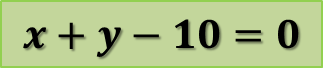 x + y − 10 = 0